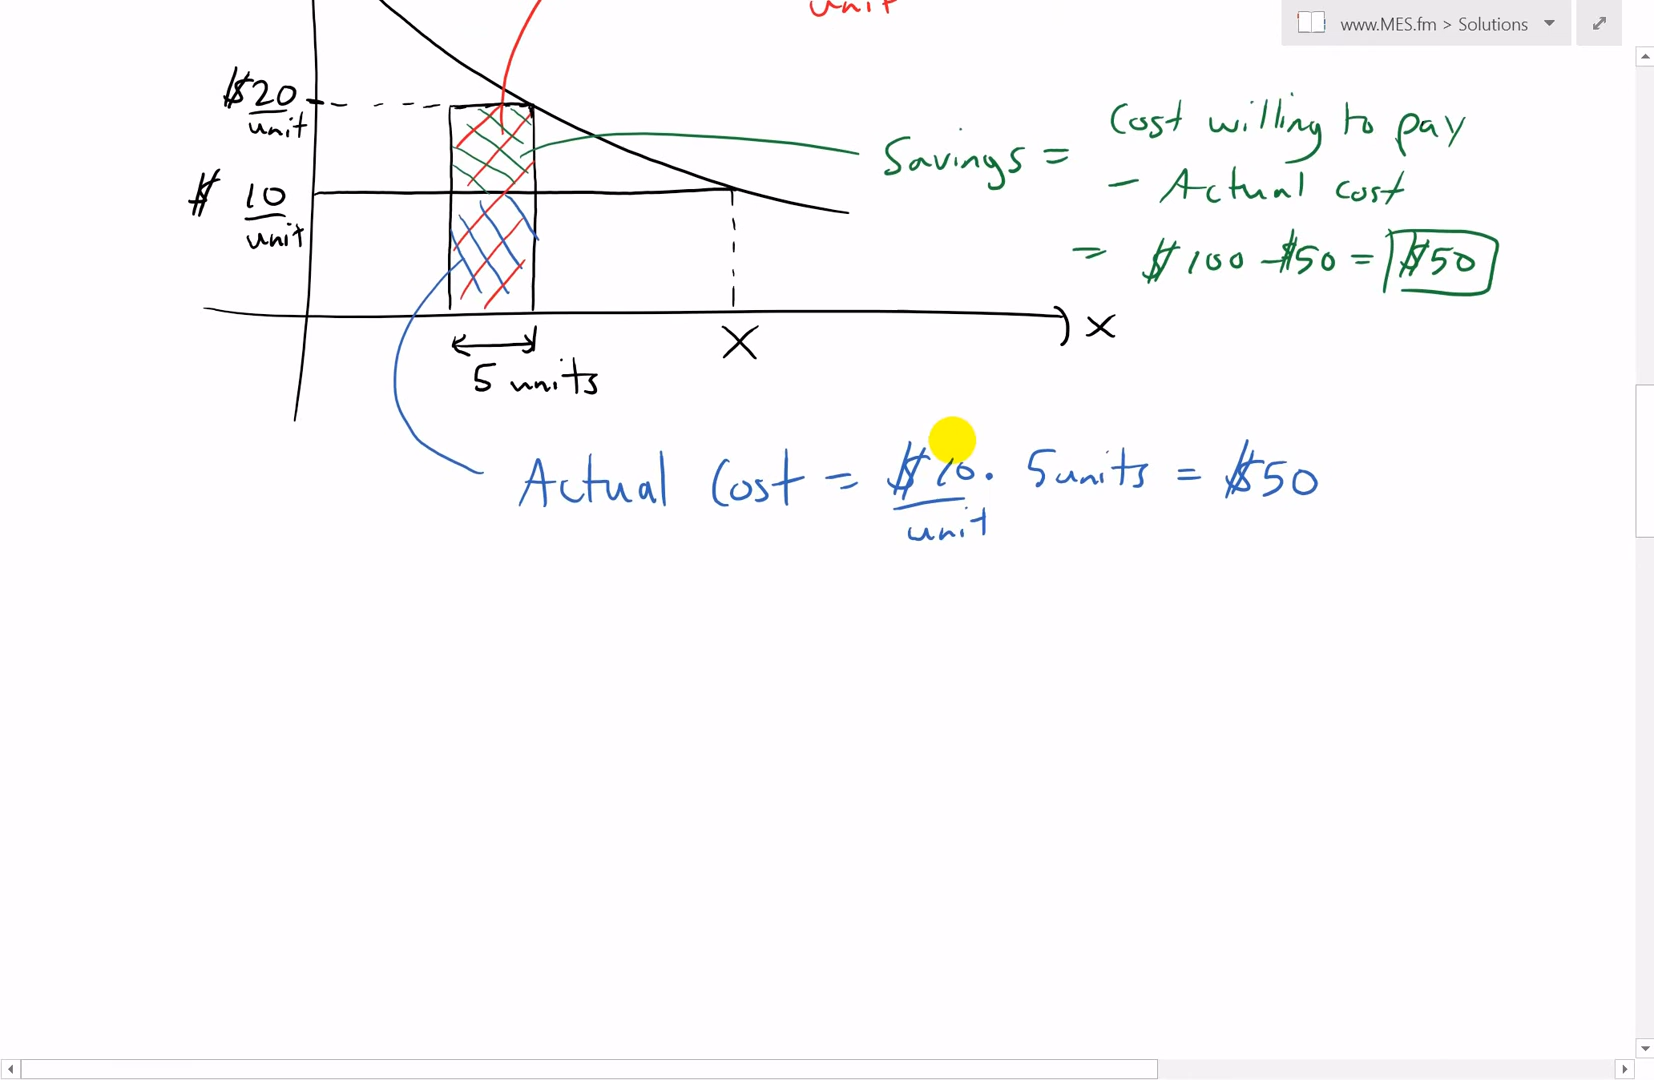 unit
www.MES.fm > Solutions
$20
unit
Cost willing to pay
Savings =
- Actual cost
$ 10
unit
= $100 - $50 = $50
X
x
5 units
Actual Cost = $10 · 5 units = $50
unit